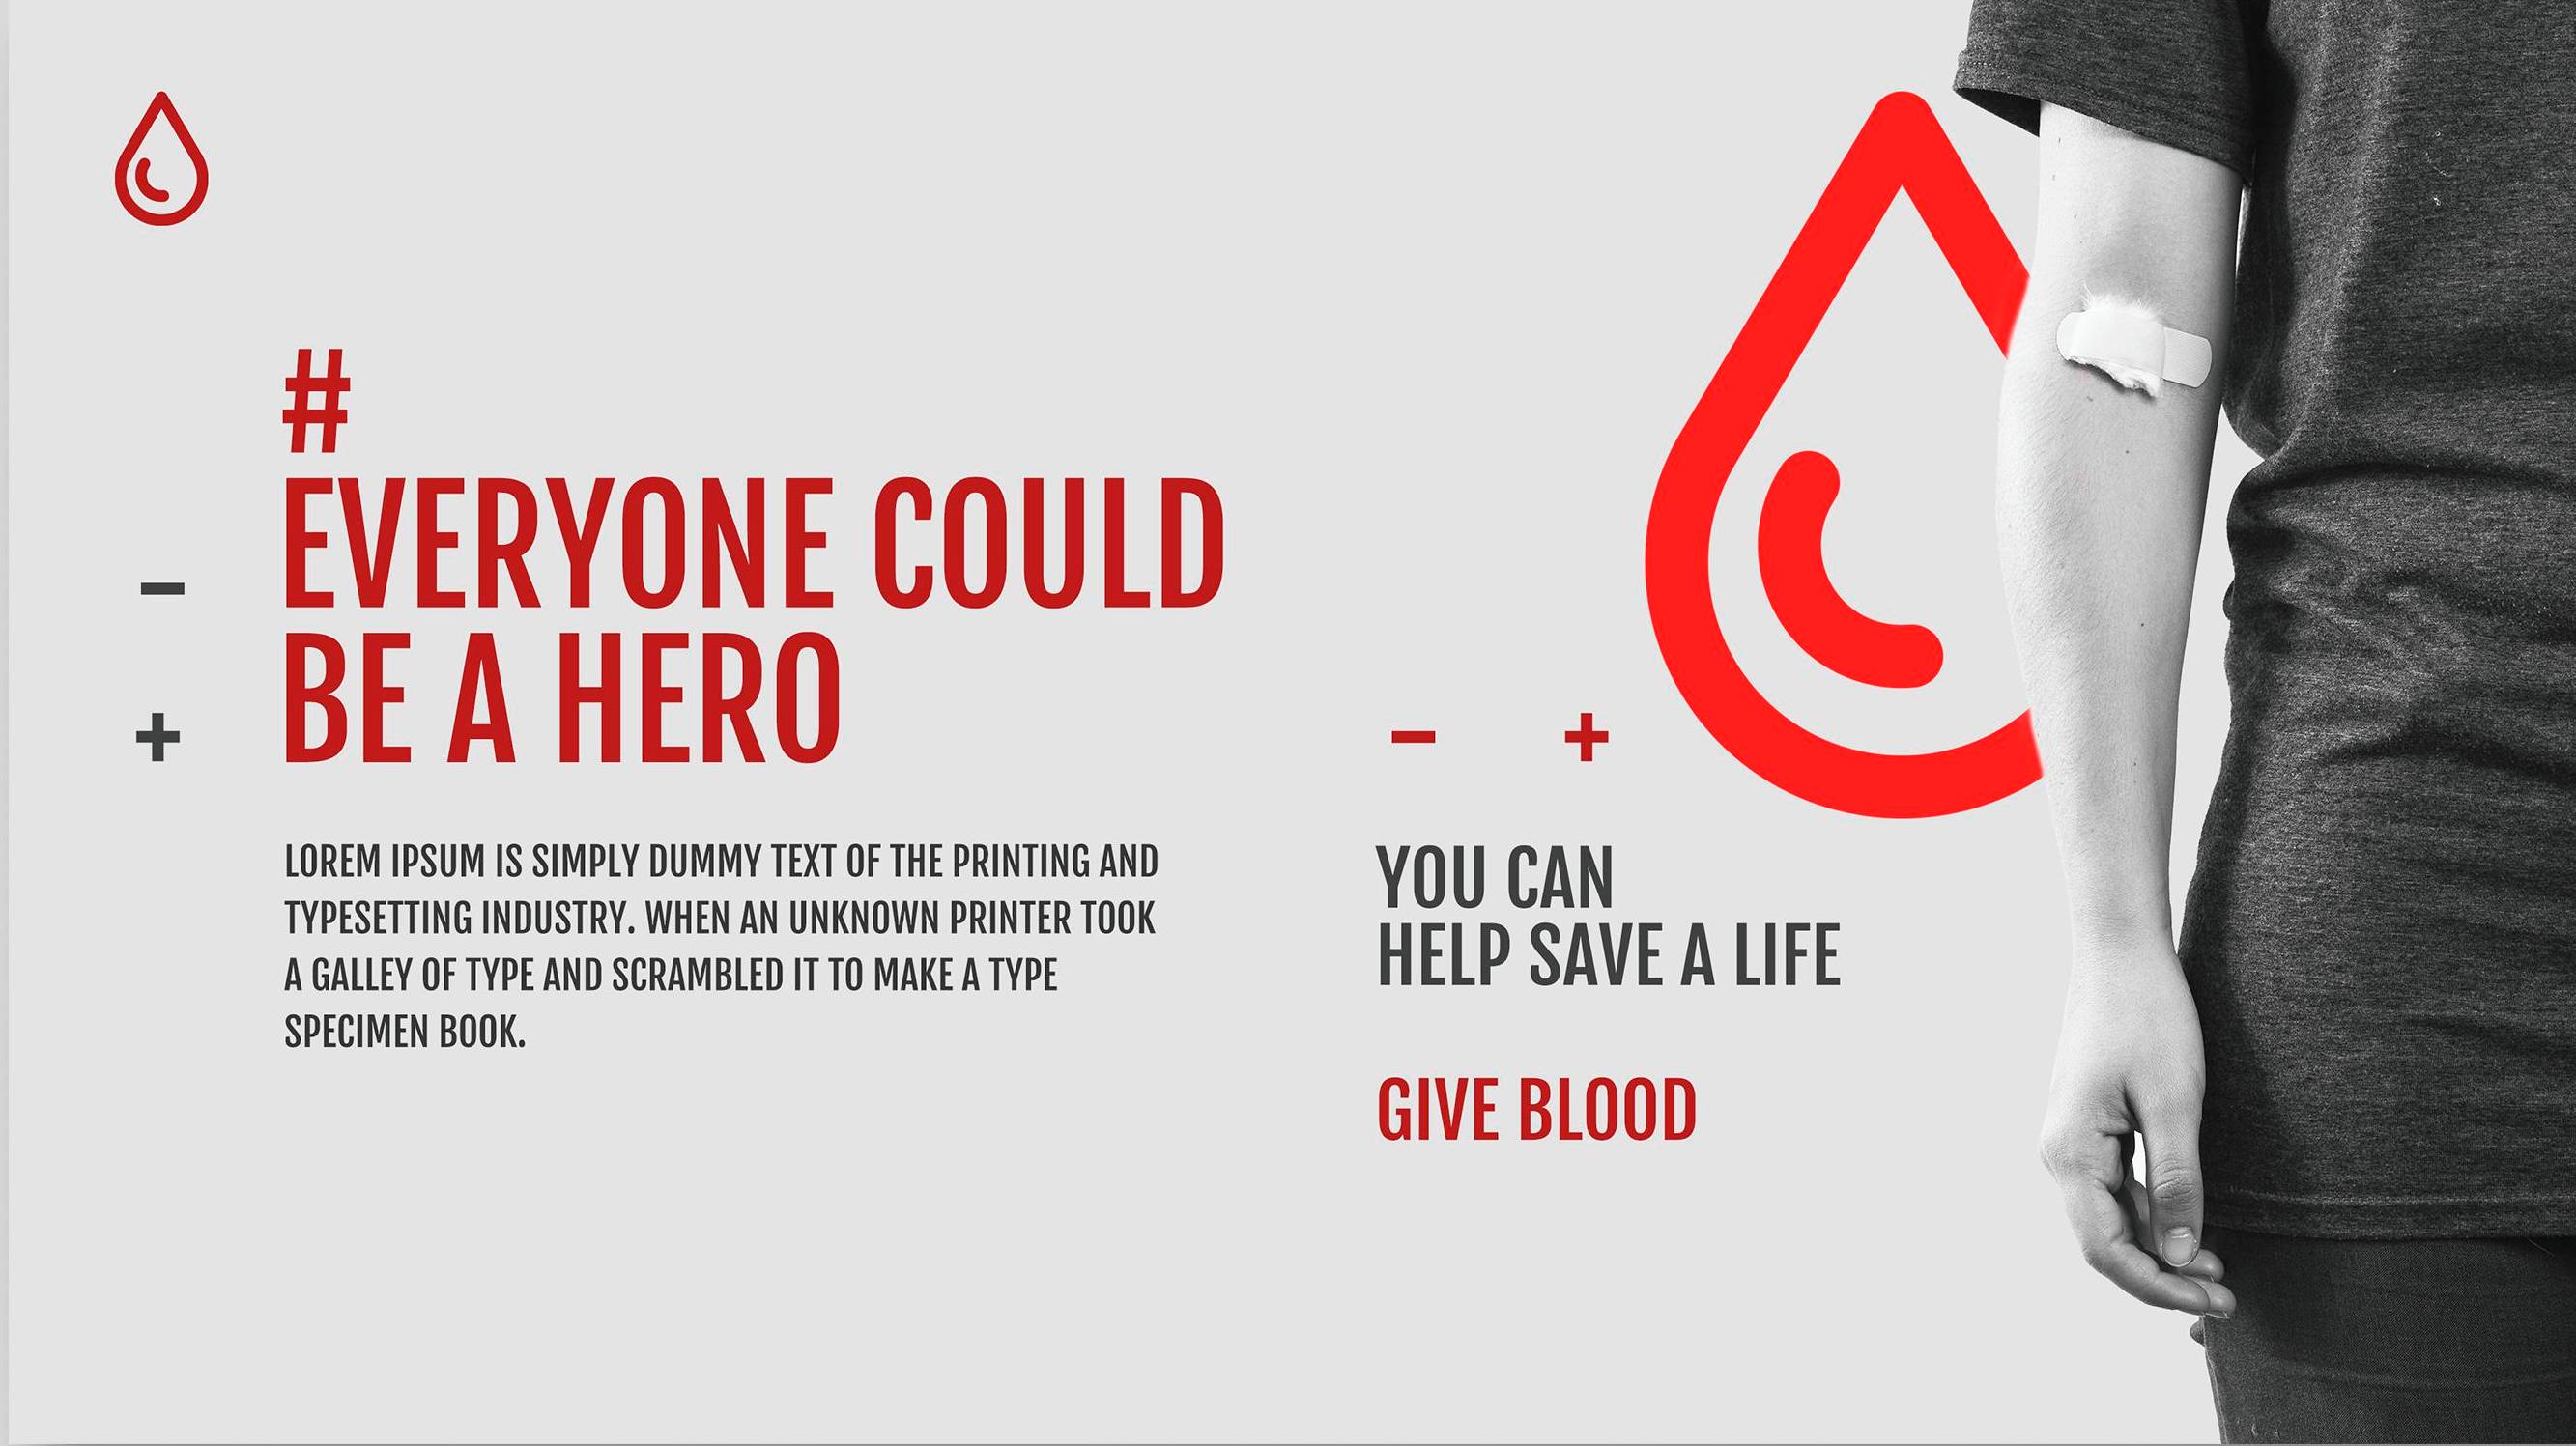 #
EVERYONE COULD
BE A HERO
-
+
LOREM IPSUM IS SIMPLY DUMMY TEXT OF THE PRINTING AND
TYPESETTING INDUSTRY. WHEN AN UNKNOWN PRINTER TOOK
A GALLEY OF TYPE AND SCRAMBLED IT TO MAKE A TYPE
SPECIMEN BOOK.
- +
YOU CAN
HELP SAVE A LIFE
GIVE BLOOD